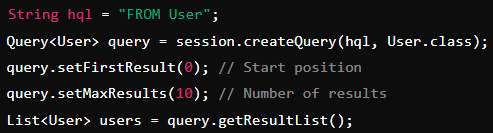 String hql = "FROM User";
Query<User> query = session.createQuery(hql, User.class);
query.setFirstResult(0); // Start position
query.setMaxResults(10); // Number of results
List<User> users = query.getResultList();